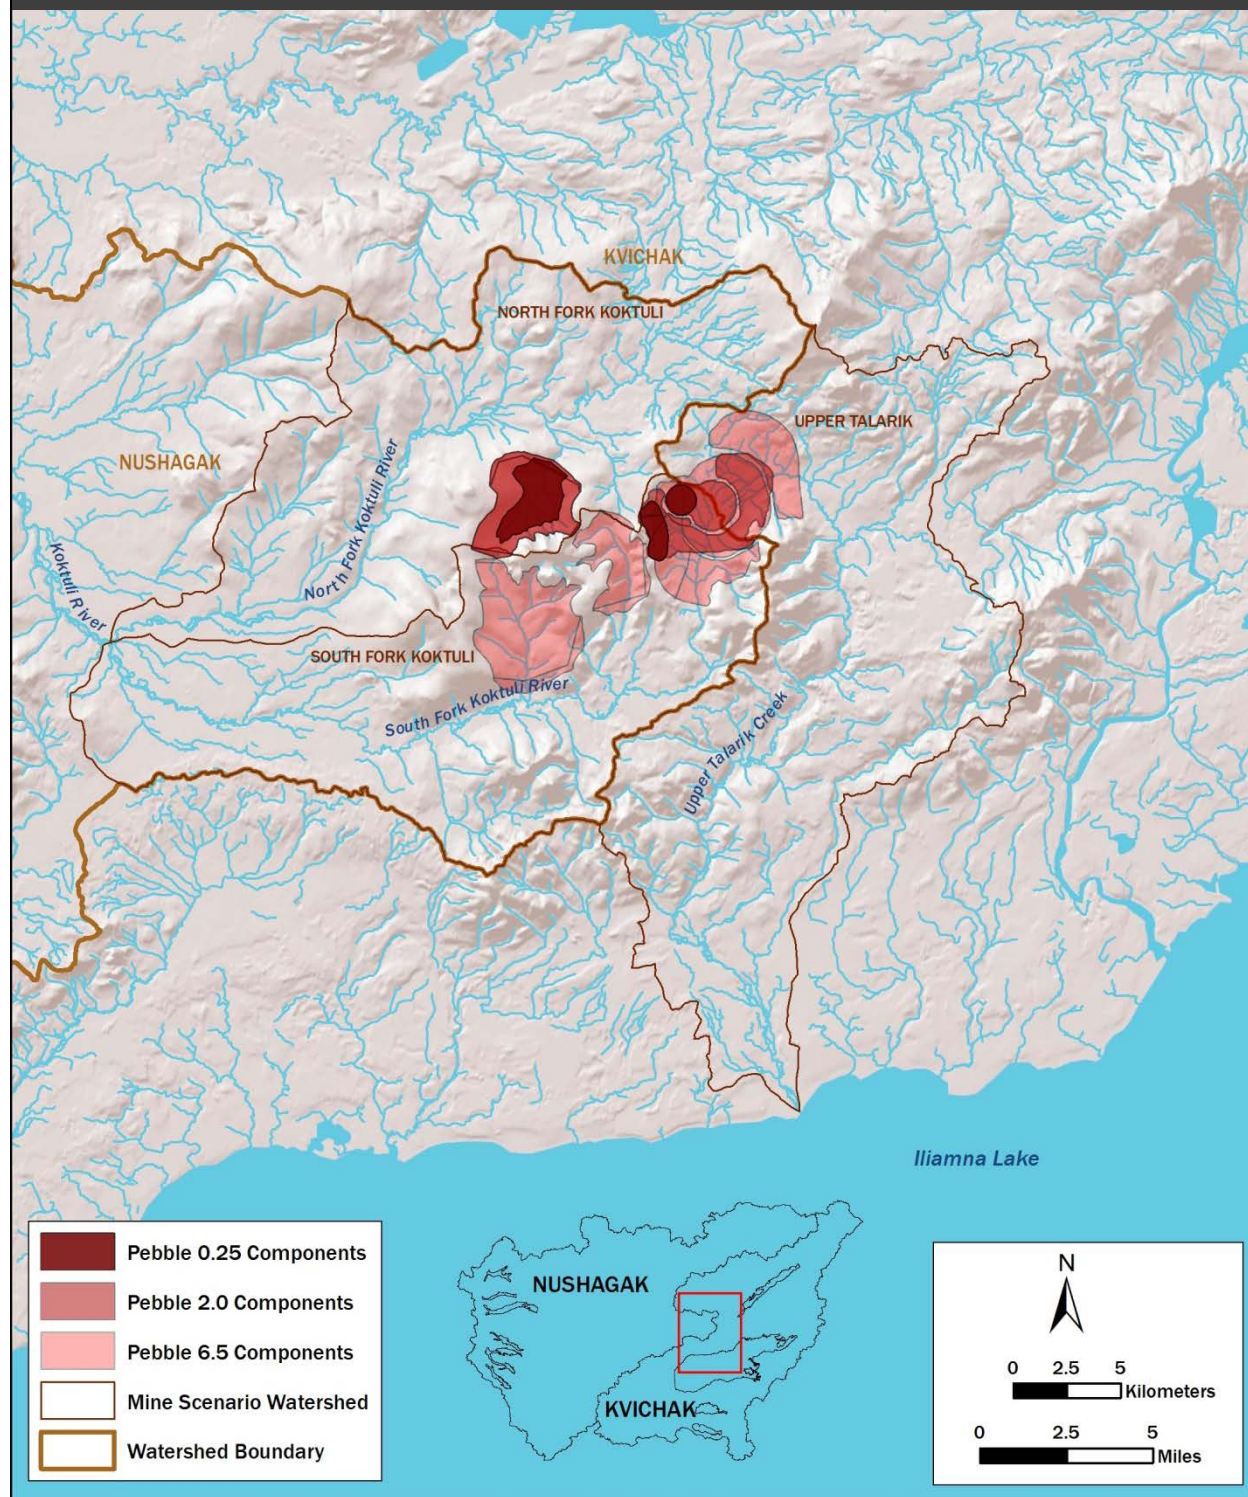 KVICHAK
NORTH FORK KOKTULI
UPPER TALARIK
NUSHAGAK
North Fork Koktuli River
Koktuli River
SOUTH FORK KOKTULI
South Fork Koktuli River
Upper Talarik Creek
Iliamna Lake
Pebble 0.25 Components
Pebble 2.0 Components
Pebble 6.5 Components
Mine Scenario Watershed
Watershed Boundary
NUSHAGAK
KVICHAK
N
0 2.5 5
Kilometers
0 2.5 5
Miles